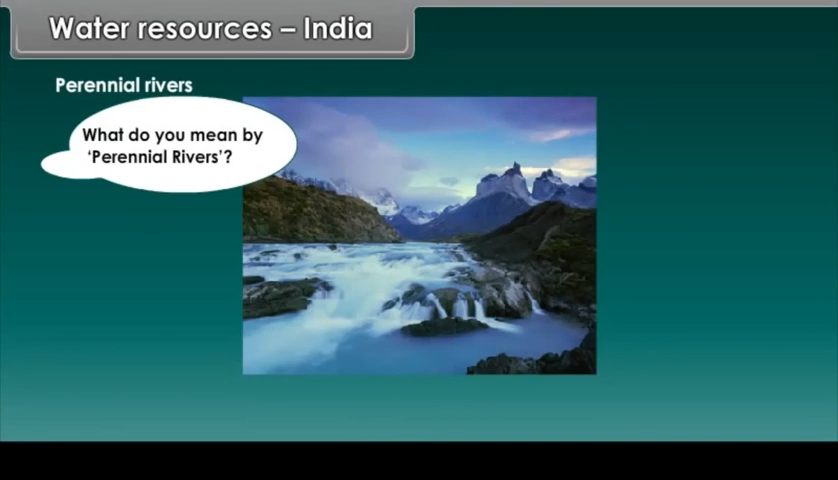 Water resources – India
Perennial rivers
What do you mean by
‘Perennial Rivers’?